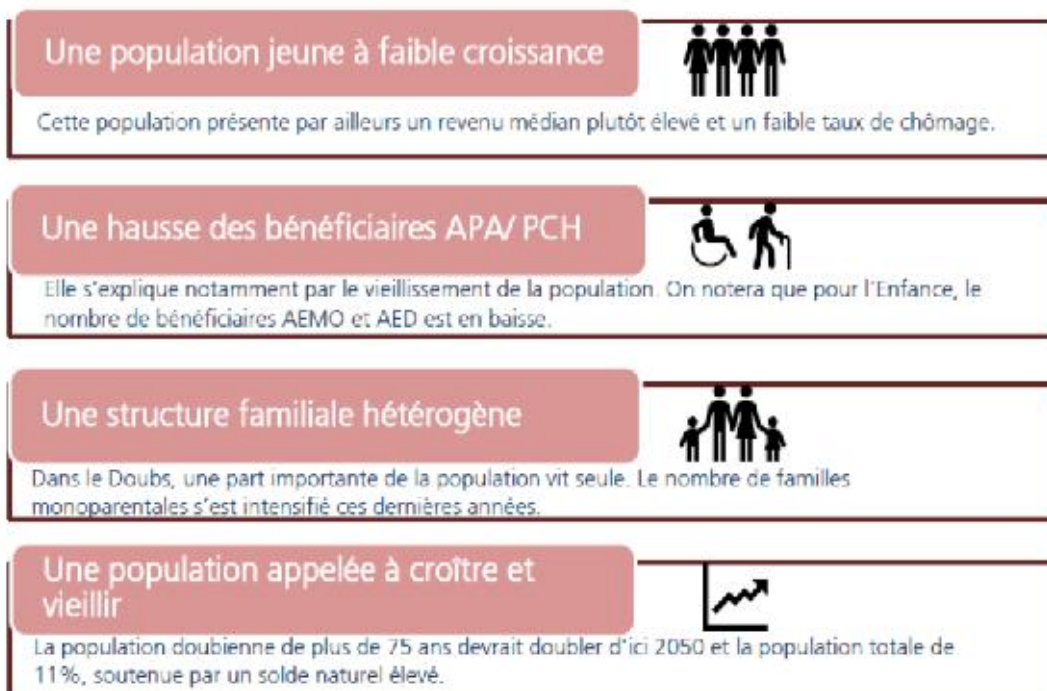 Une population jeune à faible croissance
Cette population présente par ailleurs un revenu médian plutôt élevé et un faible taux de chômage.
Une hausse des bénéficiaires APA/ PCH
Elle s'explique notamment par le vieillissement de la population. On notera que pour l'Enfance, le
nombre de bénéficiaires AEMO et AED est en baisse.
Une structure familiale hétérogène
Dans le Doubs, une part importante de la population vit seule. Le nombre de familles
monoparentales s'est intensifié ces dernières années.
Une population appelée à croître et
vieillir
La population doubienne de plus de 75 ans devrait doubler d'ici 2050 et la population totale de
11%, soutenue par un solde naturel élevé.